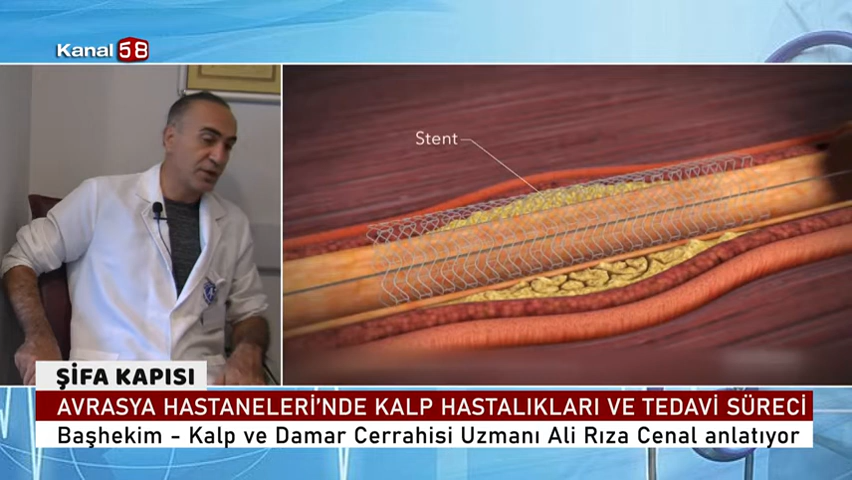 Kanal 58
Stent
ŞİFA KAPISI
AVRASYA HASTANELERİ'NDE KALP HASTALIKLARI VE TEDAVİ SÜRECİ
Başhekim - Kalp ve Damar Cerrahisi Uzmanı Ali Rıza Cenal anlatıyor